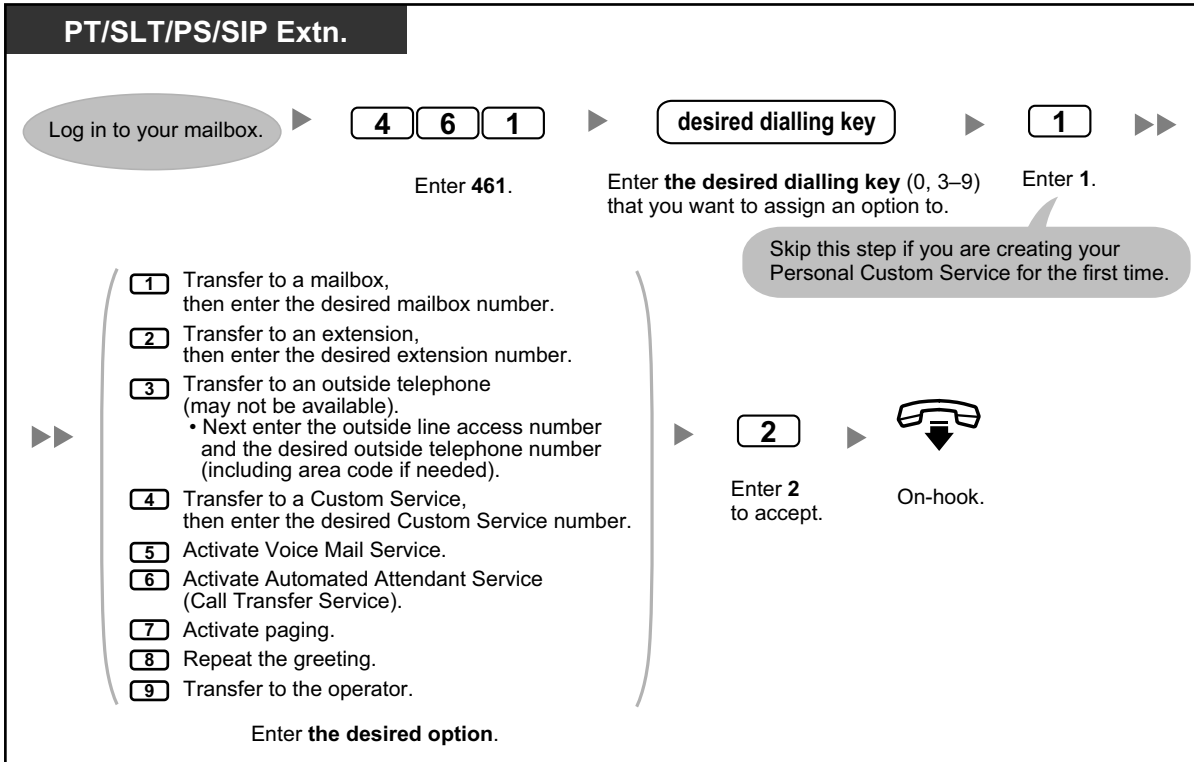 PT/SLT/PS/SIP Extn.
Log in to your mailbox.
4 6 1
desired dialling key
1
Enter 461.
Enter the desired dialling key (0, 3–9)
that you want to assign an option to.
Enter 1.
Skip this step if you are creating your
Personal Custom Service for the first time.
1 Transfer to a mailbox,
then enter the desired mailbox number.
2 Transfer to an extension,
then enter the desired extension number.
3 Transfer to an outside telephone
(may not be available).
• Next enter the outside line access number
and the desired outside telephone number
(including area code if needed).
4 Transfer to a Custom Service,
then enter the desired Custom Service number.
5 Activate Voice Mail Service.
6 Activate Automated Attendant Service
(Call Transfer Service).
7 Activate paging.
8 Repeat the greeting.
9 Transfer to the operator.
Enter the desired option.
2
Enter 2
to accept.
On-hook.